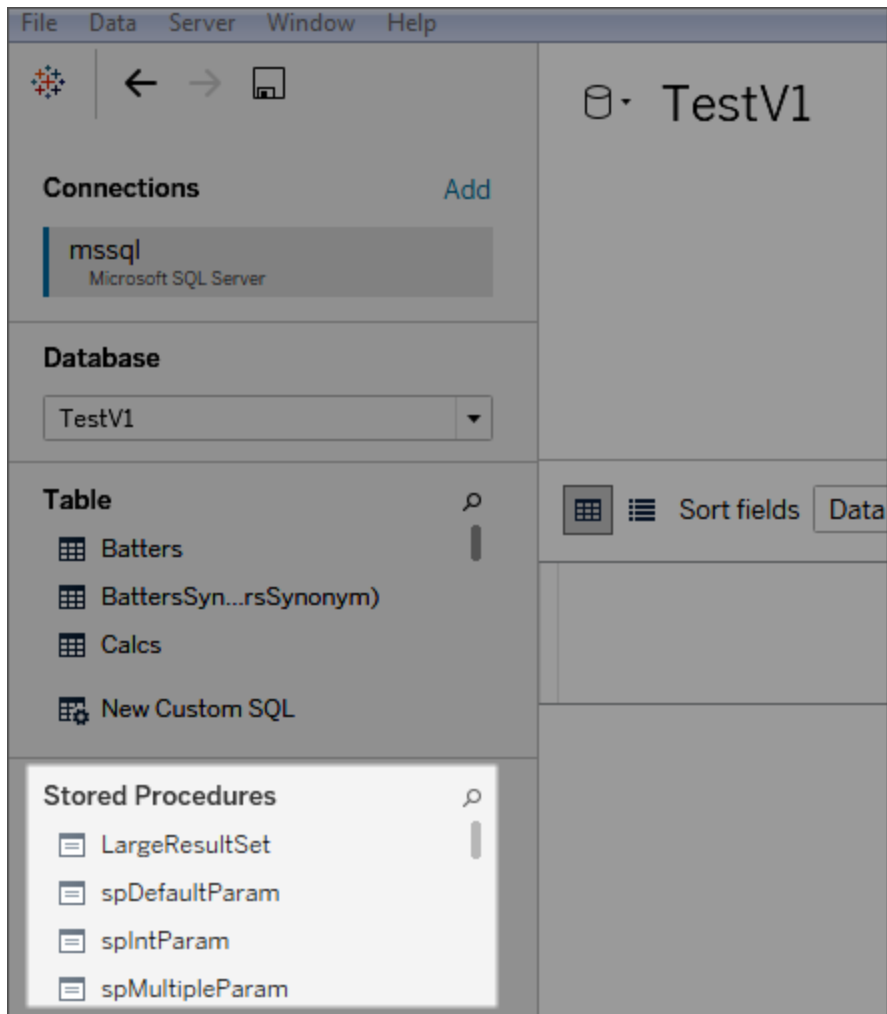 File Data Server Window Help
TestV1
Connections Add
mssql
Microsoft SQL Server
Database
TestV1
Table
Batters
BattersSyn...rsSynonym)
Calcs
New Custom SQL
Sort fields Data
Stored Procedures
LargeResultSet
spDefaultParam
spIntParam
spMultipleParam